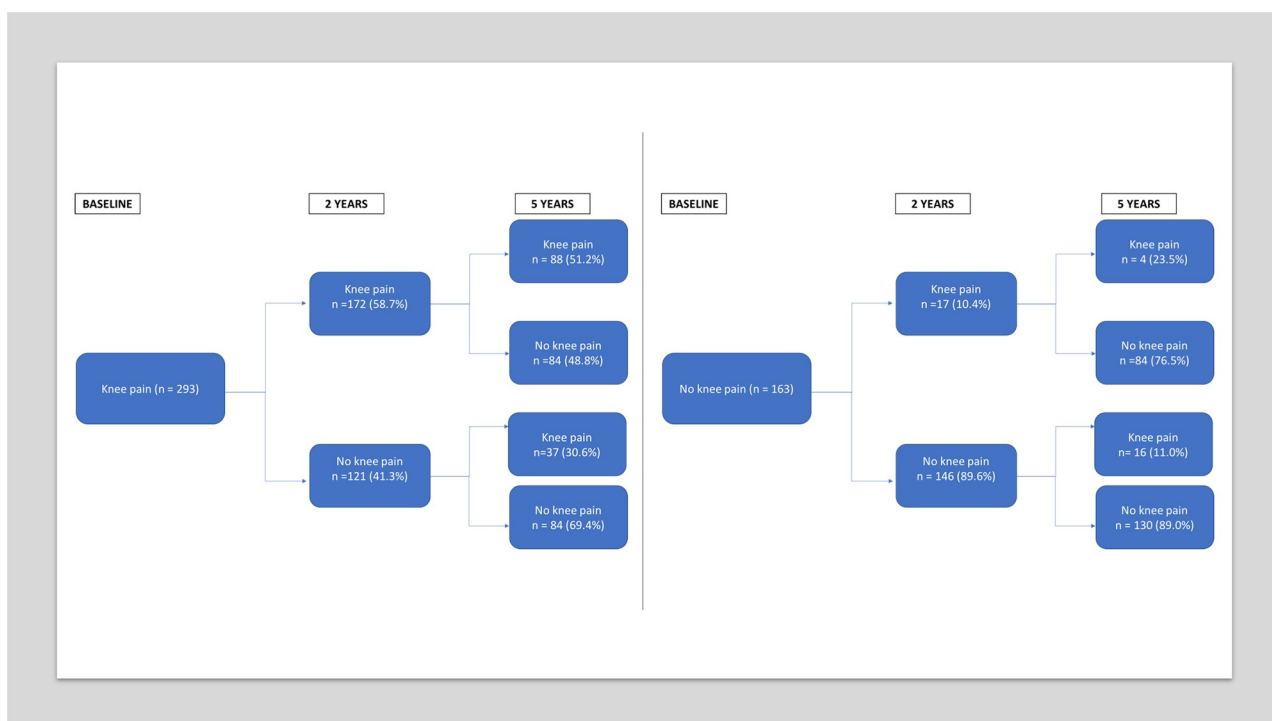 BASELINE
2 YEARS
5 YEARS
Knee pain
n = 88 (51.2%)
Knee pain
n =172 (58.7%)
No knee pain
n =84 (48.8%)
Knee pain (n = 293)
Knee pain
n=37 (30.6%)
No knee pain
n =121 (41.3%)
No knee pain
n = 84 (69.4%)
BASELINE
2 YEARS
5 YEARS
Knee pain
n = 4 (23.5%)
Knee pain
n =17 (10.4%)
No knee pain
n =84 (76.5%)
No knee pain (n = 163)
Knee pain
n= 16 (11.0%)
No knee pain
n = 146 (89.6%)
No knee pain
n = 130 (89.0%)